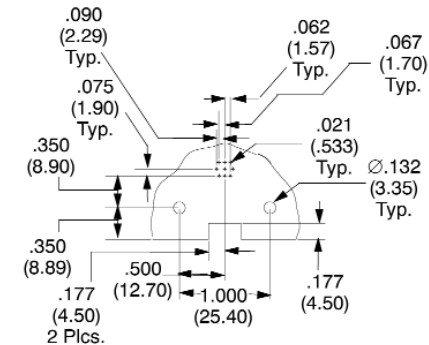 .090
(2.29)
Typ.
.062
(1.57)
Typ.
.067
(1.70)
Typ.
.075
(1.90)
Typ.
.021
(.533)
Typ.
Ø.132
(3.35)
Typ.
.350
(8.90)
.350
(8.89)
.500
(12.70)
1.000
(25.40)
.177
(4.50)
.177
(4.50)
2 Plcs.